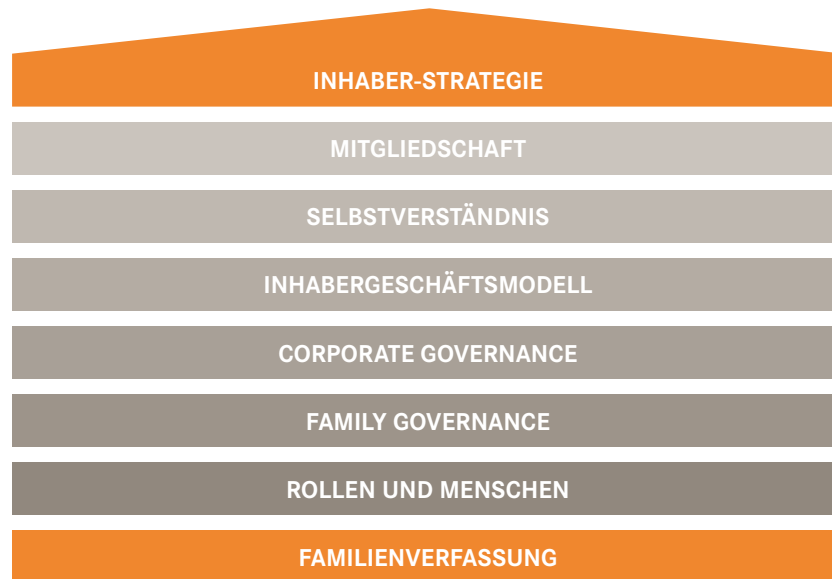 INHABER-STRATEGIE
MITGLIEDSCHAFT
SELBSTVERSTÄNDNIS
INHABERGESCHÄFTSMODELL
CORPORATE GOVERNANCE
FAMILY GOVERNANCE
ROLLEN UND MENSCHEN
FAMILIENVERFASSUNG